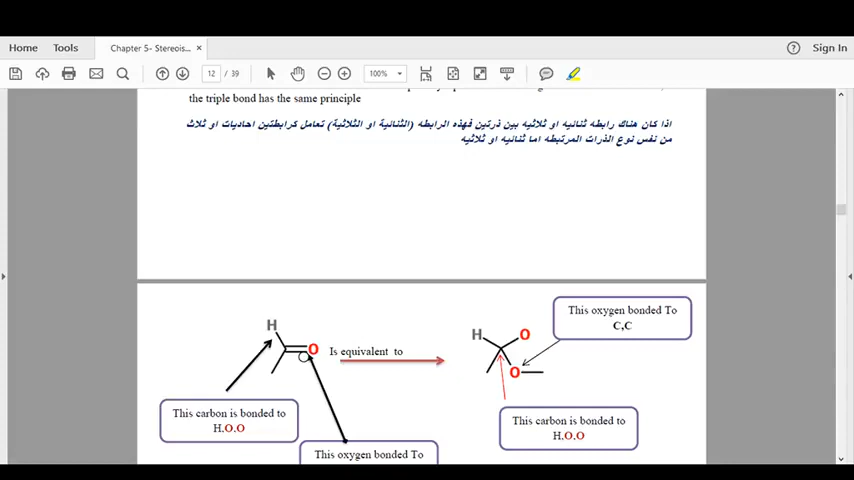 Home Tools Chapter 5- Stereois... × Sign In
12 / 39 100%
the triple bond has the same principle
اذا كان هناك رابطه ثنائيه او ثلاثيه بين ذرتين فهذه الرابطه (الثنائية او الثلاثية) تعامل كرابطتين احاديات او ثلاث
من نفس نوع الذرات المرتبطه اما ثنائيه او ثلاثيه
This oxygen bonded To
C,C
H
O
Is equivalent to
H
O
O
This carbon is bonded to
H.O.O
This carbon is bonded to
H.O.O
This oxygen bonded To